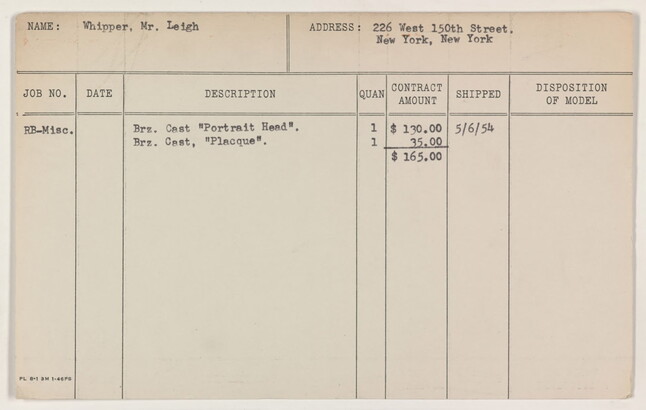 NAME: Whipper, Mr. Leigh ADDRESS: 226 West 150th Street.
New York, New York
JOB NO. DATE DESCRIPTION QUAN CONTRACT AMOUNT SHIPPED DISPOSITION OF MODEL
RB-Misc. Brz. Cast "Portrait Head". 1 $ 130.00 5/6/54
Brz. Cast, "Placque". 1 35.00
$ 165.00